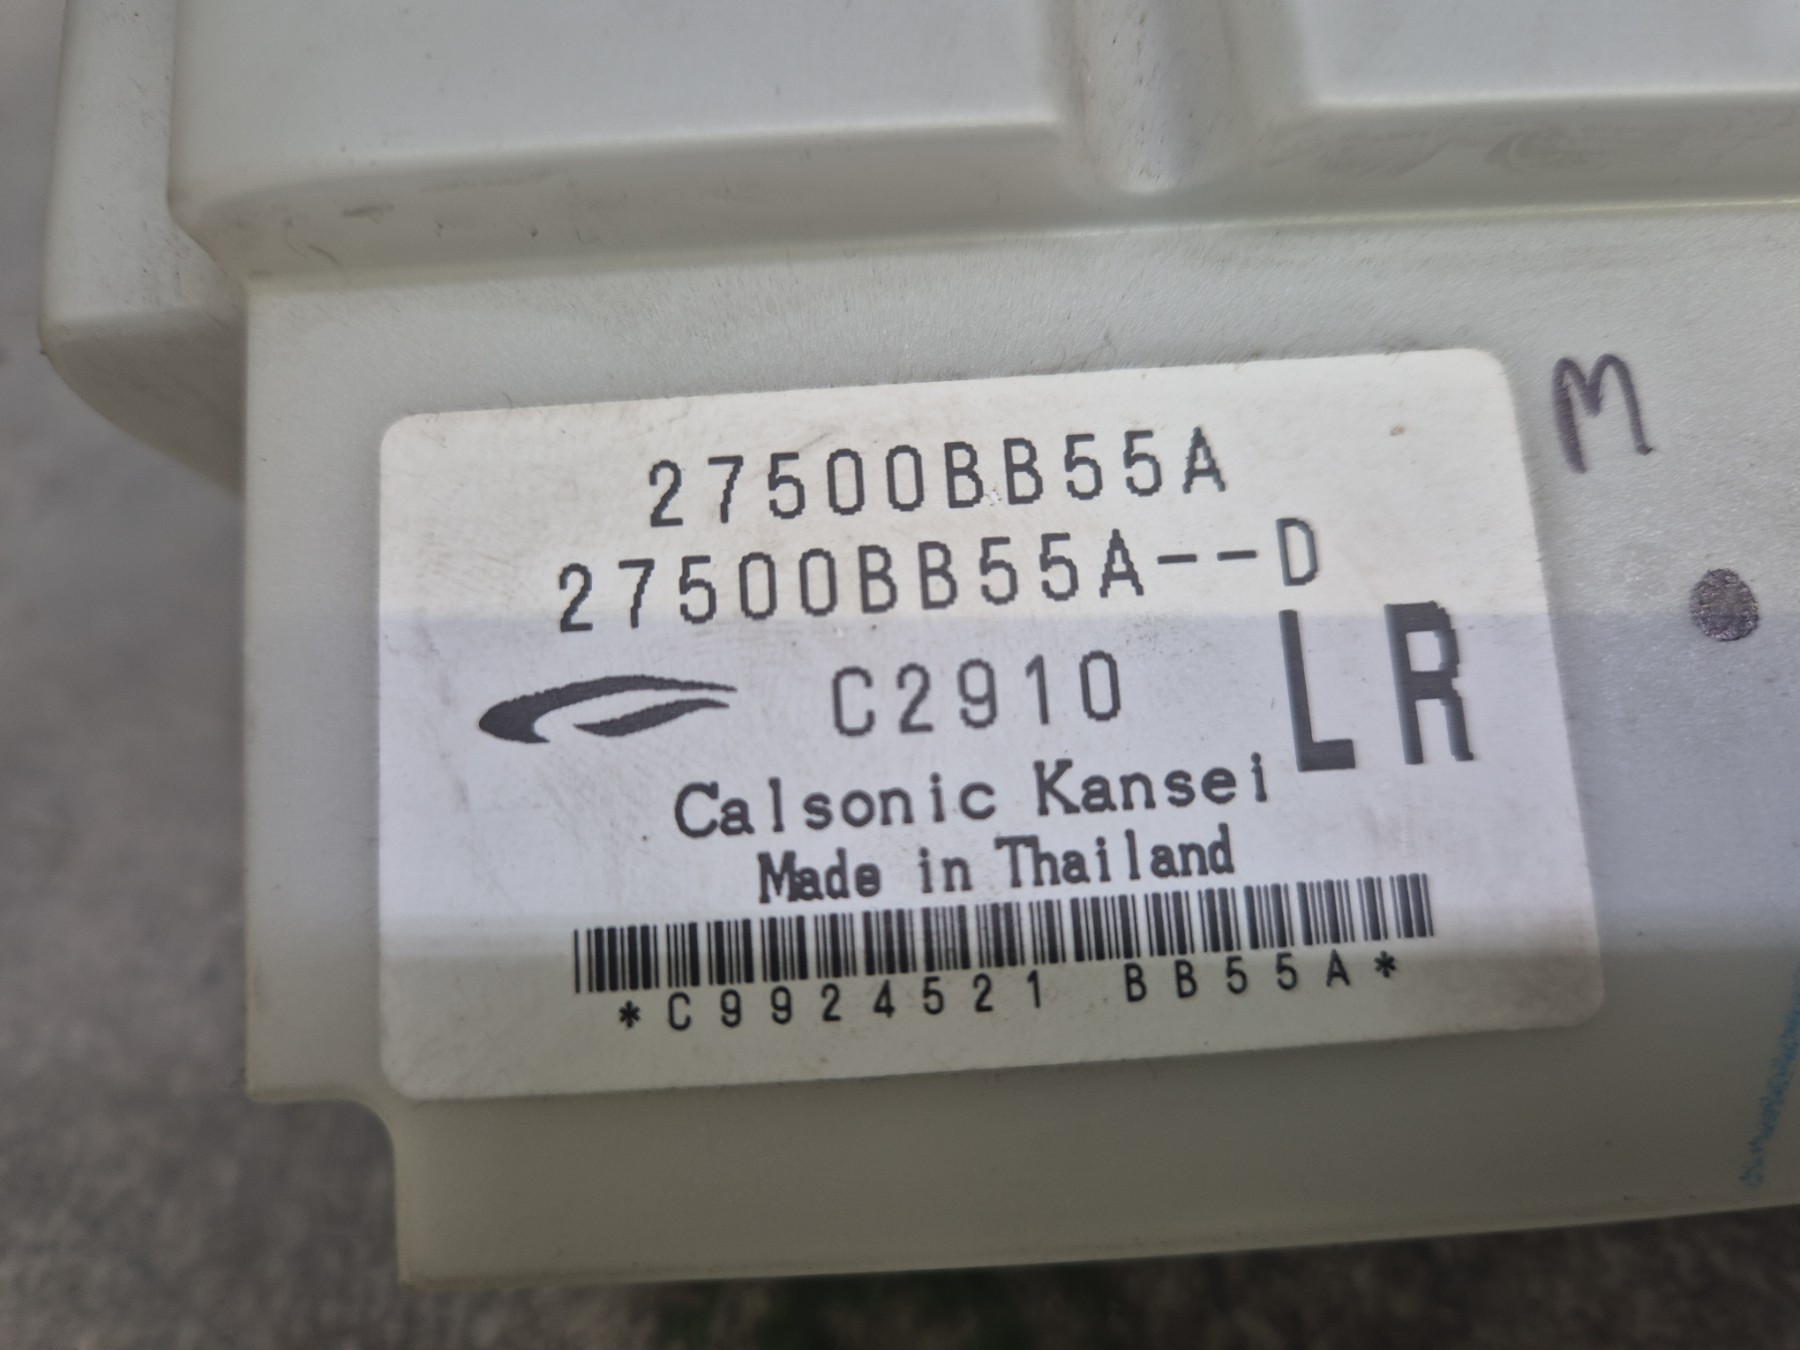 27500BB55A
27500BB55A--D
C2910 LR
Calsonic Kansei
Made in Thailand
*C9924521 BB55A*
M